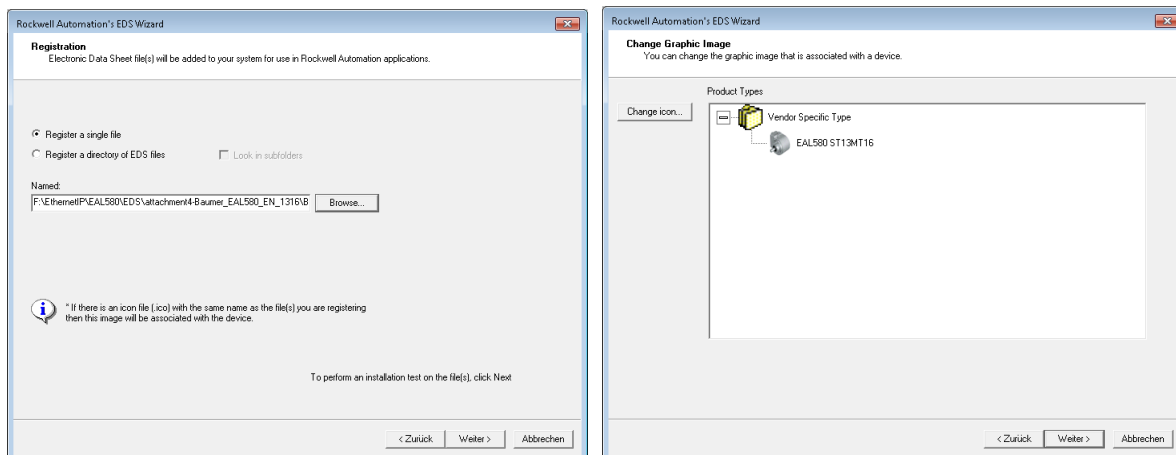 Rockwell Automation's EDS Wizard
Registration
Electronic Data Sheet file(s) will be added to your system for use in Rockwell Automation applications.
Register a single file
Register a directory of EDS files
Look in subfolders
Named:
F:\EthernetIP\EAL580\EDS\attachment4-Baumer_EAL580_EN_1316\B
Browse...
* If there is an icon file (.ico) with the same name as the file(s) you are registering
then this image will be associated with the device.
To perform an installation test on the file(s), click Next
< Zurück
Weiter >
Abbrechen
Rockwell Automation's EDS Wizard
Change Graphic Image
You can change the graphic image that is associated with a device.
Product Types
Change icon...
Vendor Specific Type
EAL580 ST13MT16
< Zurück
Weiter >
Abbrechen